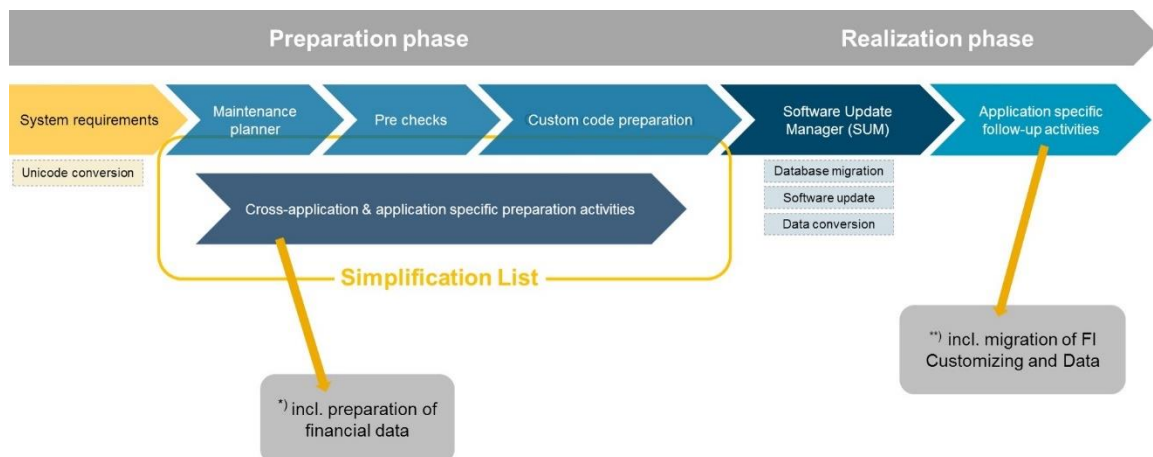 Preparation phase
Realization phase
System requirements
Maintenance
planner
Pre checks
Custom code preparation
Software Update
Manager (SUM)
Application specific
follow-up activities
Unicode conversion
Database migration
Software update
Data conversion
Cross-application & application specific preparation activities
Simplification List
*) incl. preparation of
financial data
**) incl. migration of FI
Customizing and Data